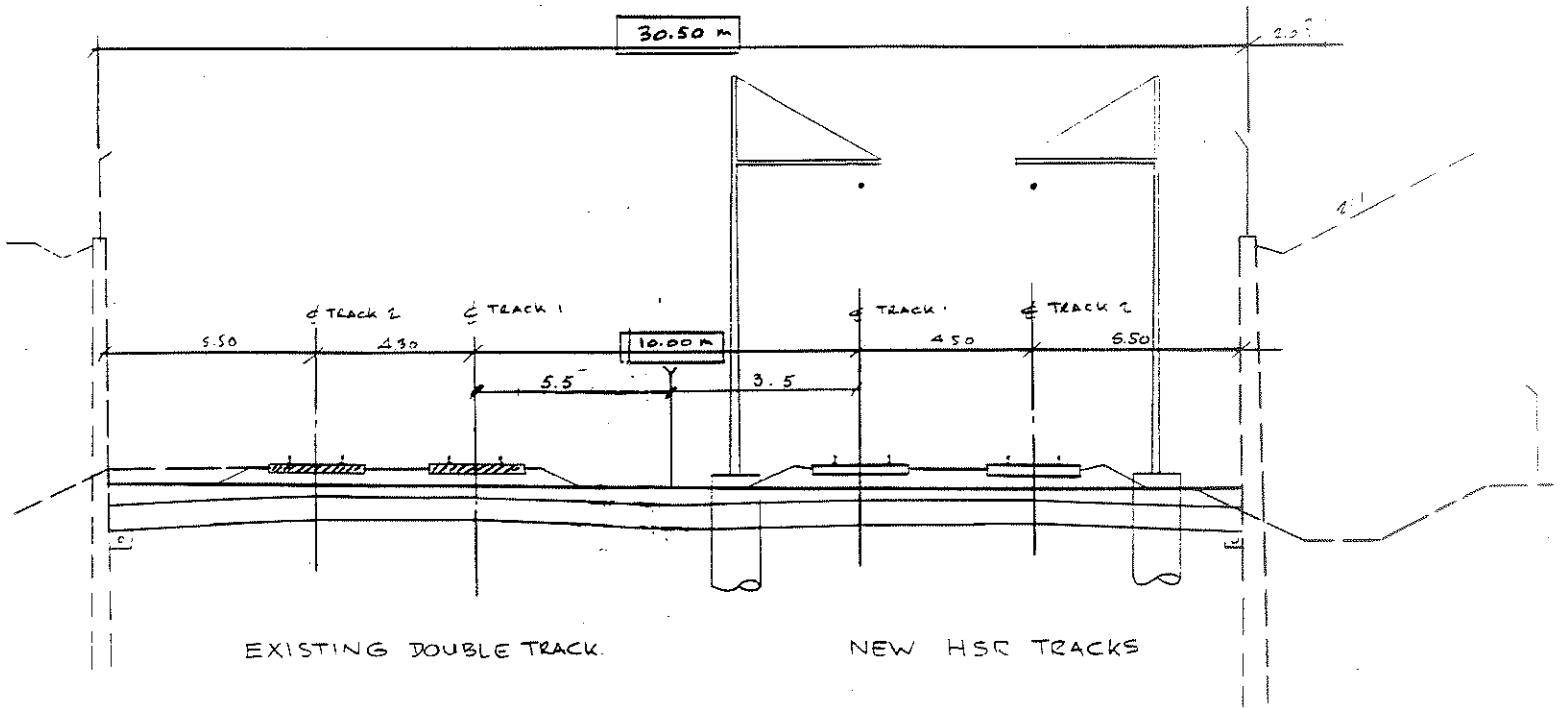 30.50 m
2:1
℄ TRACK 2
℄ TRACK 1
℄ TRACK 1
℄ TRACK 2
5.50
4.30
10.00 m
4.50
5.50
5.5
3.5
EXISTING DOUBLE TRACK.
NEW HSR TRACKS